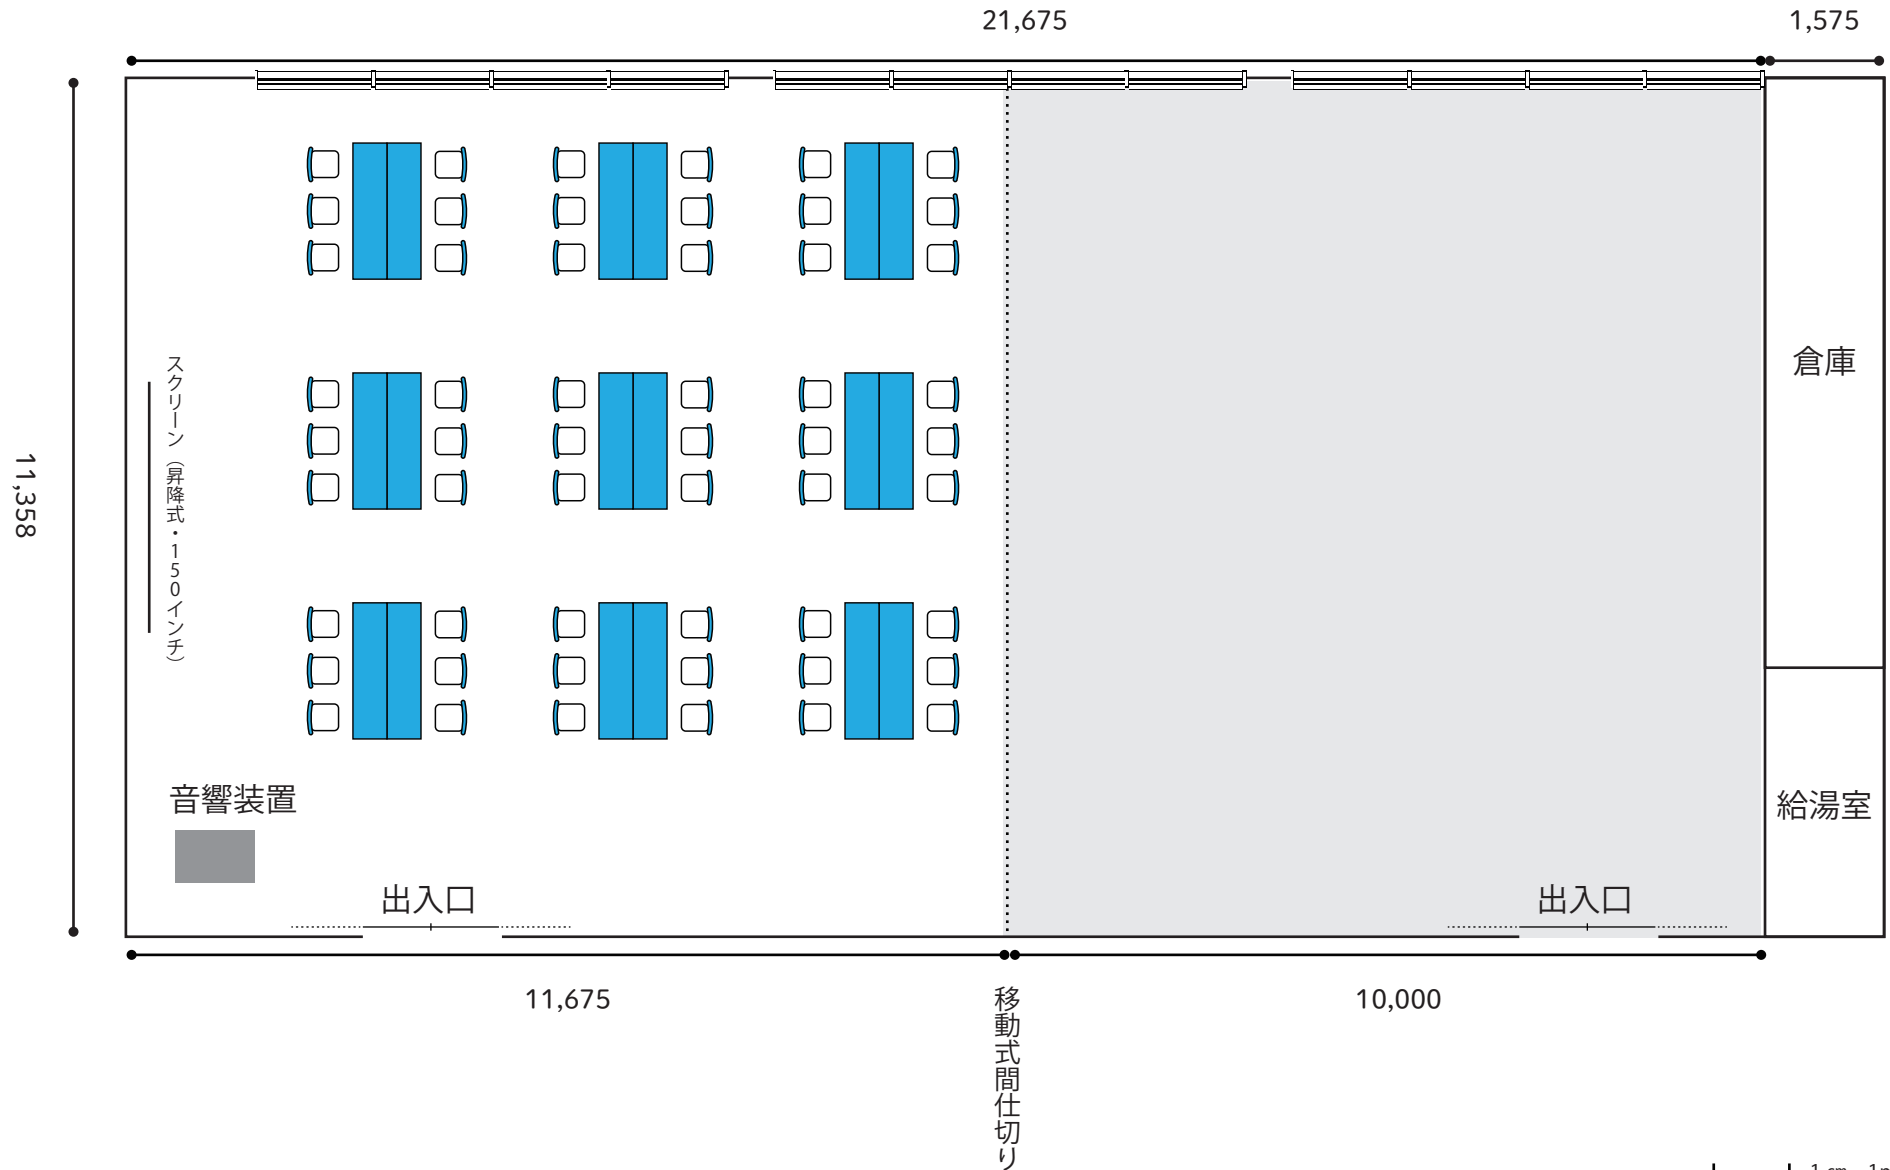 21,675
1,575
11,358
スクリーン（昇降式・150インチ）
倉庫
音響装置
給湯室
出入口
出入口
11,675
10,000
移動式間仕切り